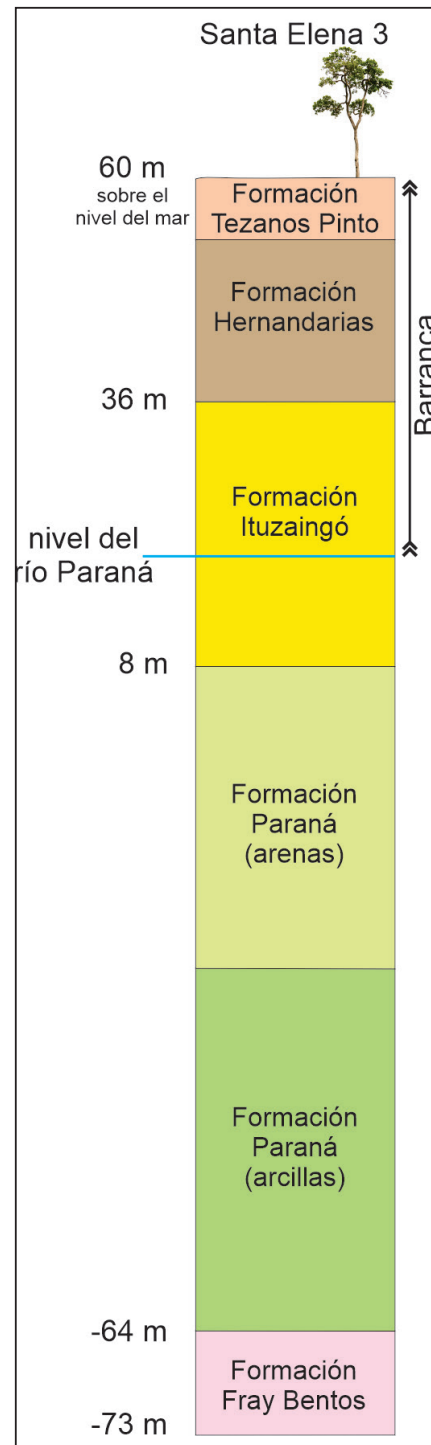 Santa Elena 3
60 m
sobre el
nivel del mar
Formación
Tezanos Pinto
Formación
Hernandarias
Barranca
36 m
Formación
Ituzaingó
nivel del
río Paraná
8 m
Formación
Paraná
(arenas)
Formación
Paraná
(arcillas)
-64 m
Formación
Fray Bentos
-73 m